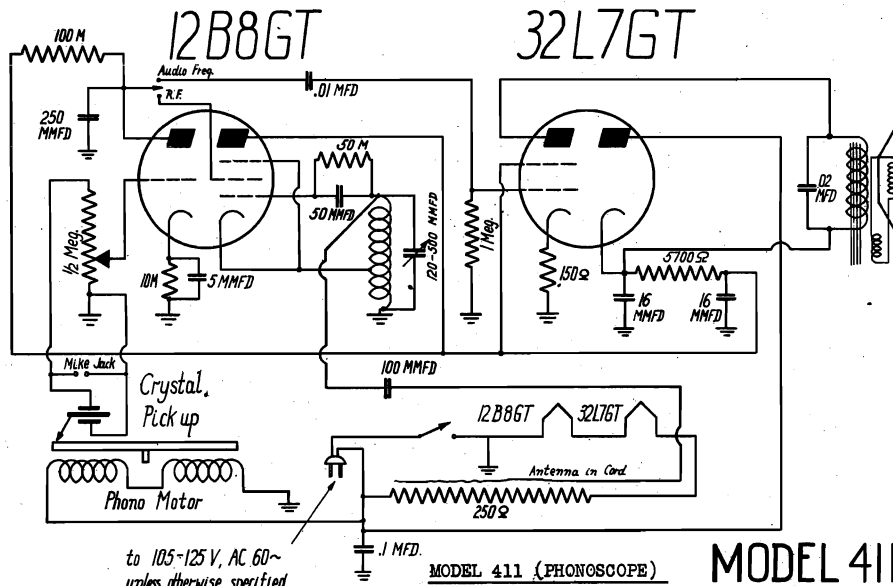 12B8GT
32L7GT
100 M
Audio Freq.
R.F.
.01 MFD
250
MMFD
.50 M
50 MMFD
120-500 MMFD
1 Meg.
.02
MFD
½ Meg.
10M
5 MFD
150Ω
5700 Ω
16
MMFD
16
MMFD
Mike Jack
Crystal
Pick up
100 MMFD
12B8GT
32L7GT
Antenna in Cord
250Ω
Phono Motor
.1 MFD.
to 105-125 V, AC 60~
unless otherwise specified
MODEL 411 (PHONOSCOPE)
MODEL 411